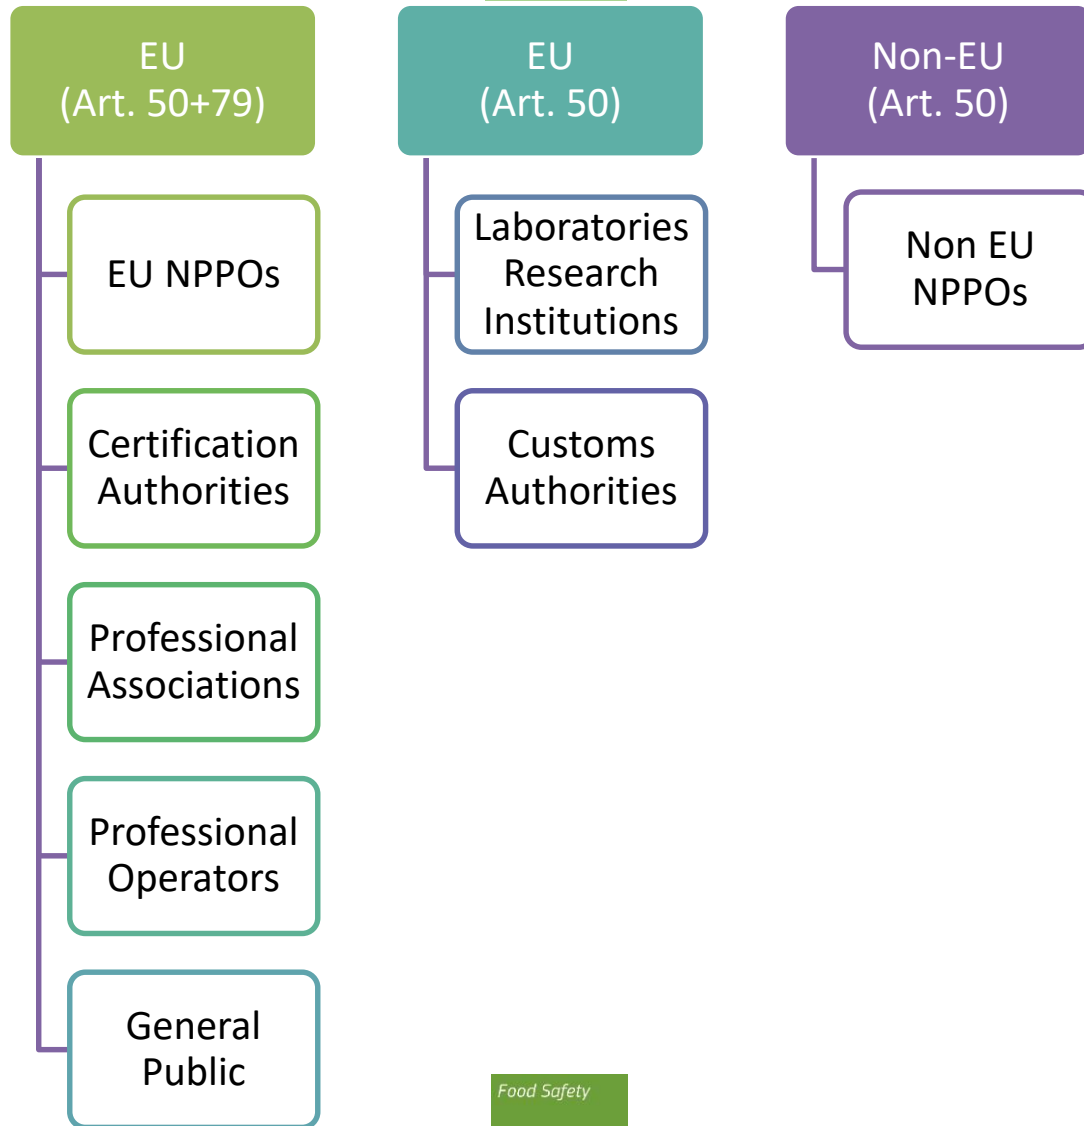 EU
(Art. 50+79)
EU NPPOs
Certification
Authorities
Professional
Associations
Professional
Operators
General
Public
EU
(Art. 50)
Laboratories
Research
Institutions
Customs
Authorities
Non-EU
(Art. 50)
Non EU
NPPOs
Food Safety